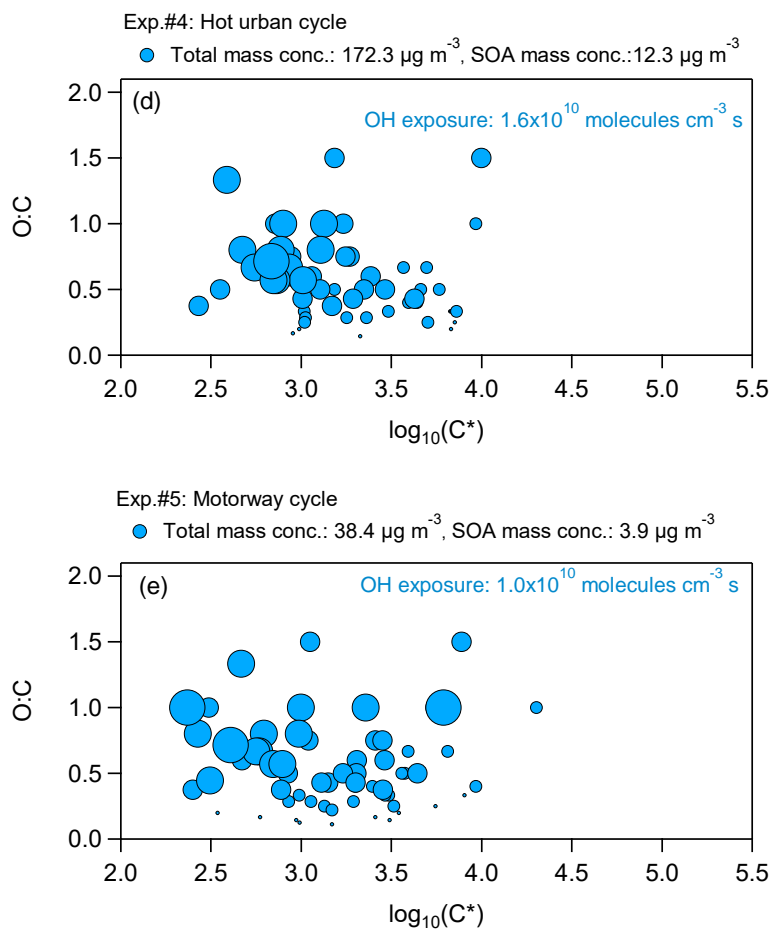 Exp.#4: Hot urban cycle
Total mass conc.: 172.3 µg m⁻³, SOA mass conc.:12.3 µg m⁻³
(d)
OH exposure: 1.6x10¹⁰ molecules cm⁻³ s
2.0
1.5
1.0
0.5
0.0
O:C
2.0 2.5 3.0 3.5 4.0 4.5 5.0 5.5
log₁₀(C*)
Exp.#5: Motorway cycle
Total mass conc.: 38.4 µg m⁻³, SOA mass conc.: 3.9 µg m⁻³
(e)
OH exposure: 1.0x10¹⁰ molecules cm⁻³ s
2.0
1.5
1.0
0.5
0.0
O:C
2.0 2.5 3.0 3.5 4.0 4.5 5.0 5.5
log₁₀(C*)